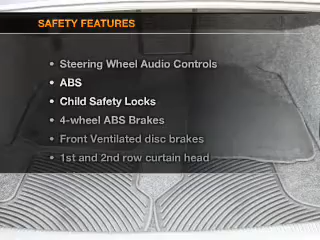 SAFETY FEATURES
• Steering Wheel Audio Controls
• ABS
• Child Safety Locks
• 4-wheel ABS Brakes
• Front Ventilated disc brakes
• 1st and 2nd row curtain head